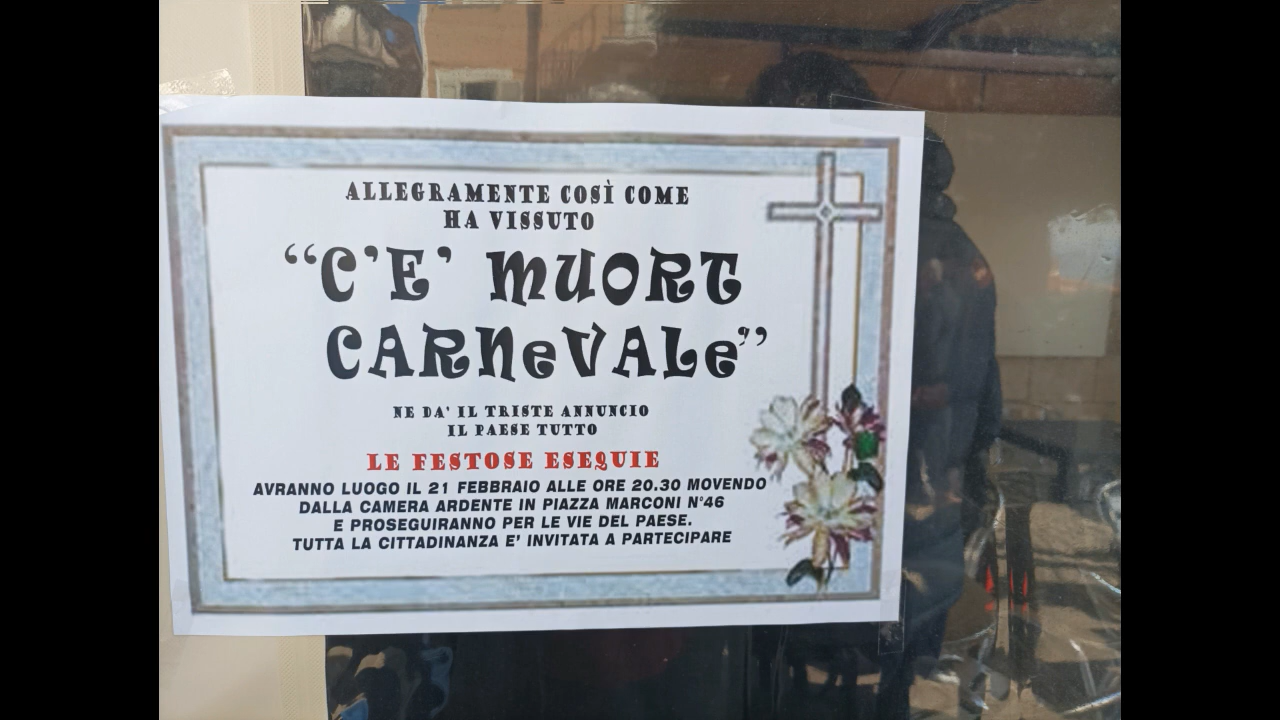 ALLEGRAMENTE COSÌ COME
HA VISSUTO
“C'E' MUORT
CARNeVALe”
NE DA' IL TRISTE ANNUNCIO
IL PAESE TUTTO
LE FESTOSE ESEQUIE
AVRANNO LUOGO IL 21 FEBBRAIO ALLE ORE 20.30 MOVENDO
DALLA CAMERA ARDENTE IN PIAZZA MARCONI N°46
E PROSEGUIRANNO PER LE VIE DEL PAESE.
TUTTA LA CITTADINANZA E' INVITATA A PARTECIPARE